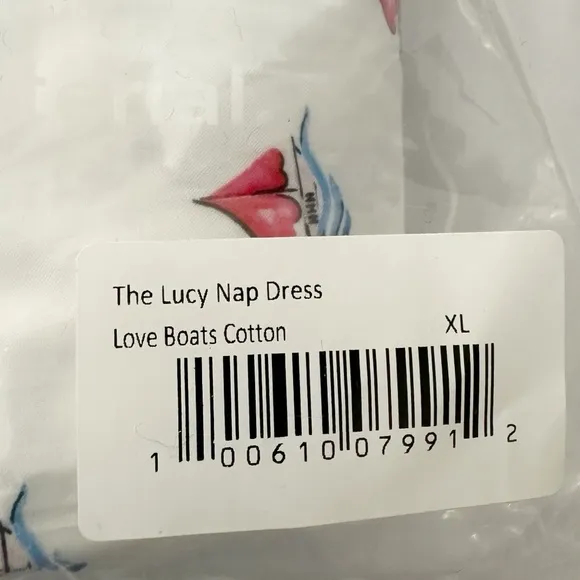 The Lucy Nap Dress
Love Boats Cotton XL
1 00610 07991 2